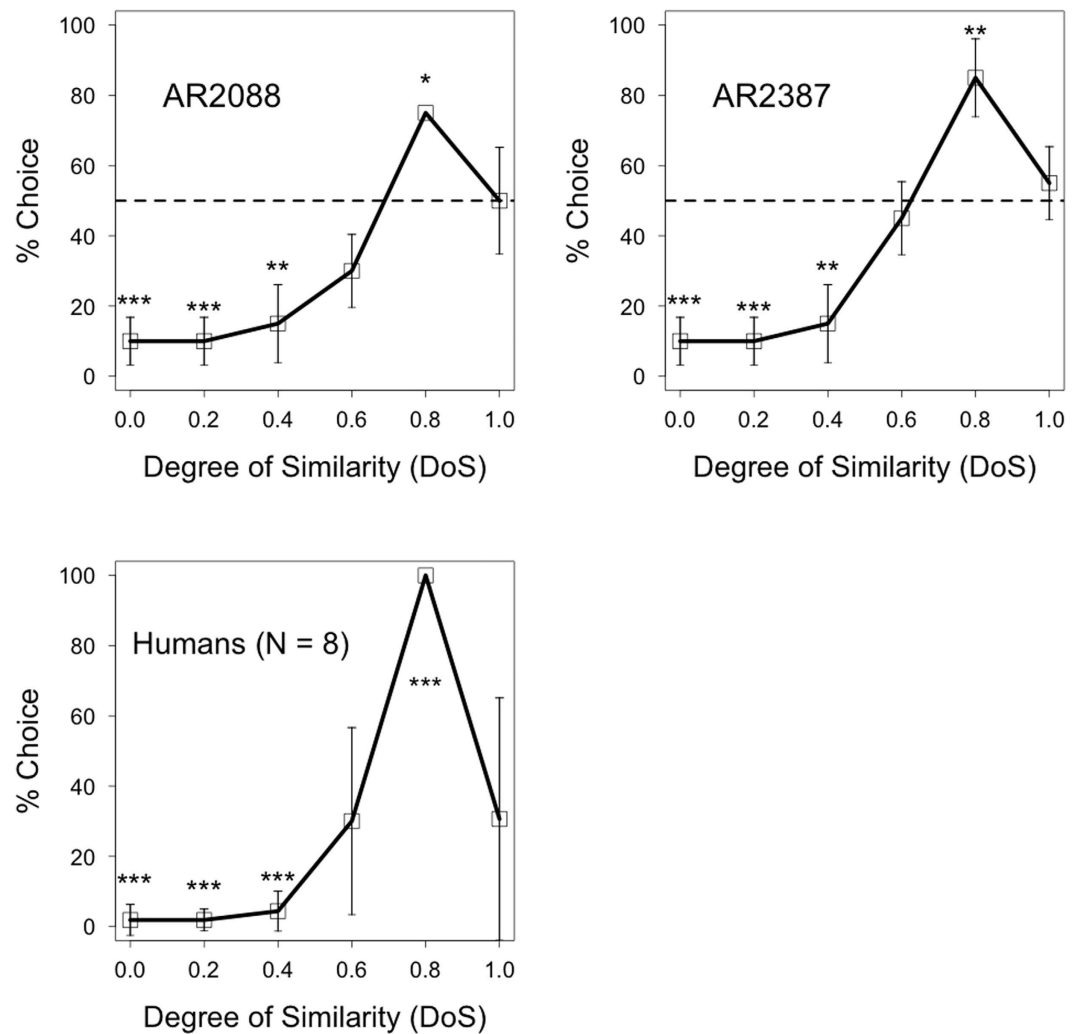 100
80
60
40
20
0
% Choice
AR2088
***
***
**
*
0.0 0.2 0.4 0.6 0.8 1.0
Degree of Similarity (DoS)
100
80
60
40
20
0
% Choice
AR2387
***
***
**
**
0.0 0.2 0.4 0.6 0.8 1.0
Degree of Similarity (DoS)
100
80
60
40
20
0
% Choice
Humans (N = 8)
***
***
***
***
0.0 0.2 0.4 0.6 0.8 1.0
Degree of Similarity (DoS)